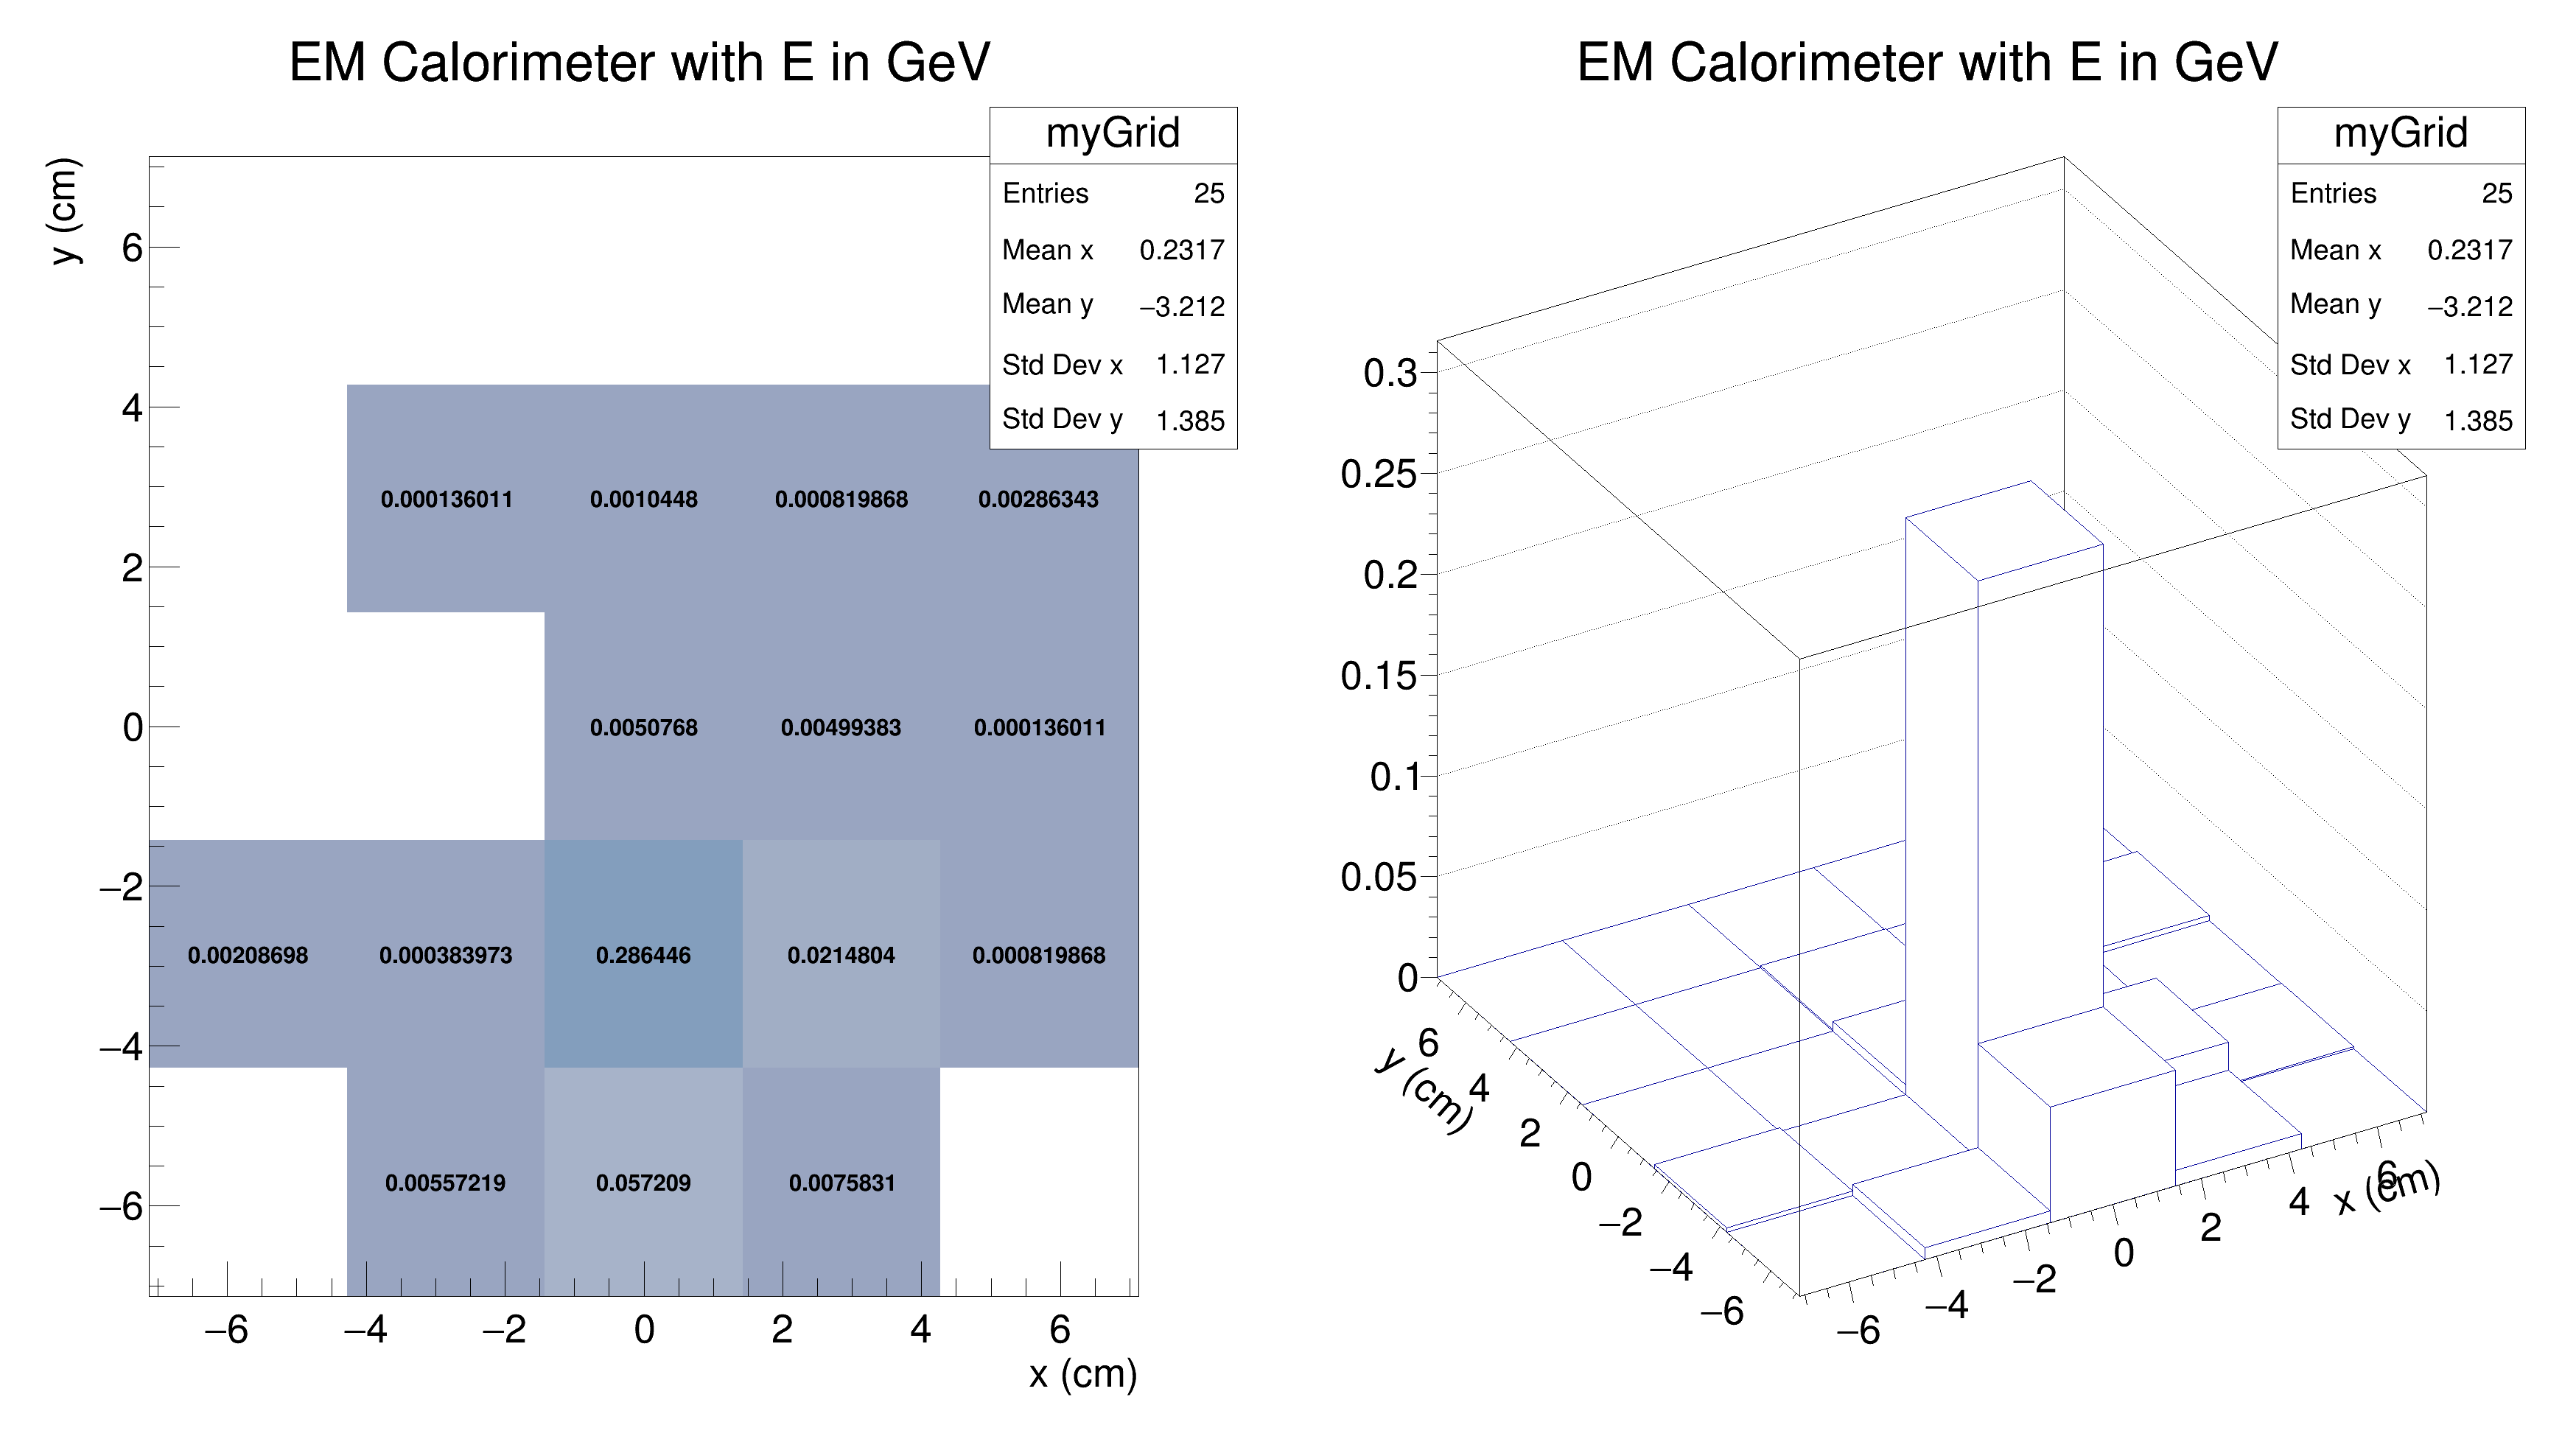 EM Calorimeter with E in GeV
myGrid
Entries 25
Mean x 0.2317
Mean y −3.212
Std Dev x 1.127
Std Dev y 1.385
y (cm)
6
4
2
0
−2
−4
−6
0.000136011 0.0010448 0.000819868 0.00286343
0.0050768 0.00499383 0.000136011
0.00208698 0.000383973 0.286446 0.0214804 0.000819868
0.00557219 0.057209 0.0075831
−6 −4 −2 0 2 4 6
x (cm)
EM Calorimeter with E in GeV
myGrid
Entries 25
Mean x 0.2317
Mean y −3.212
Std Dev x 1.127
Std Dev y 1.385
0.3
0.25
0.2
0.15
0.1
0.05
0
y (cm)
6
4
2
0
−2
−4
−6
−6 −4 −2 0 2 4 6
x (cm)